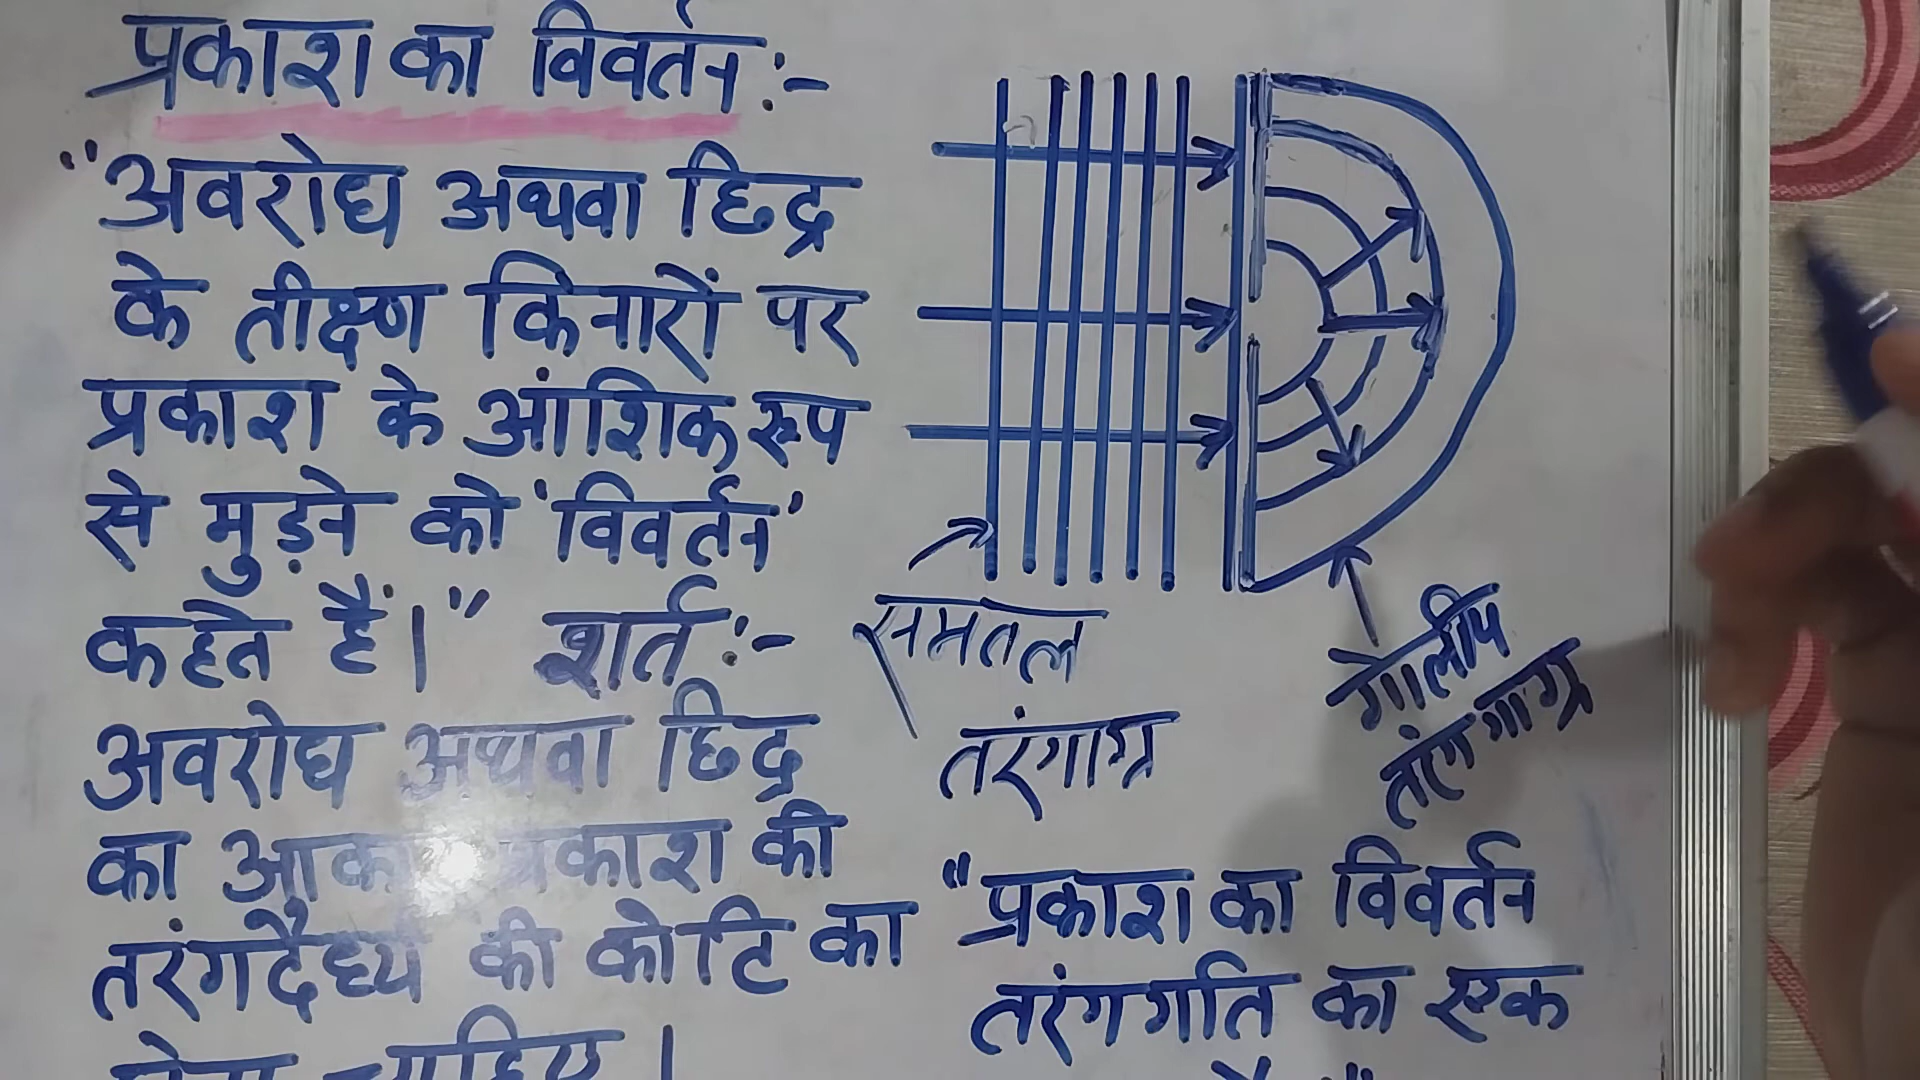 प्रकाश का विवर्तन :-
"अवरोध अथवा छिद्र
के तीक्ष्ण किनारों पर
प्रकाश के आंशिक रूप
से मुड़ने को 'विवर्तन'
कहते हैं।" शर्त :-
अवरोध अथवा छिद्र
का आकार प्रकाश की
तरंगदैर्ध्य की कोटि का
होना चाहिए।
समतल
तरंगाग्र
गोलीय
तरंगाग्र
"प्रकाश का विवर्तन
तरंग गति का एक